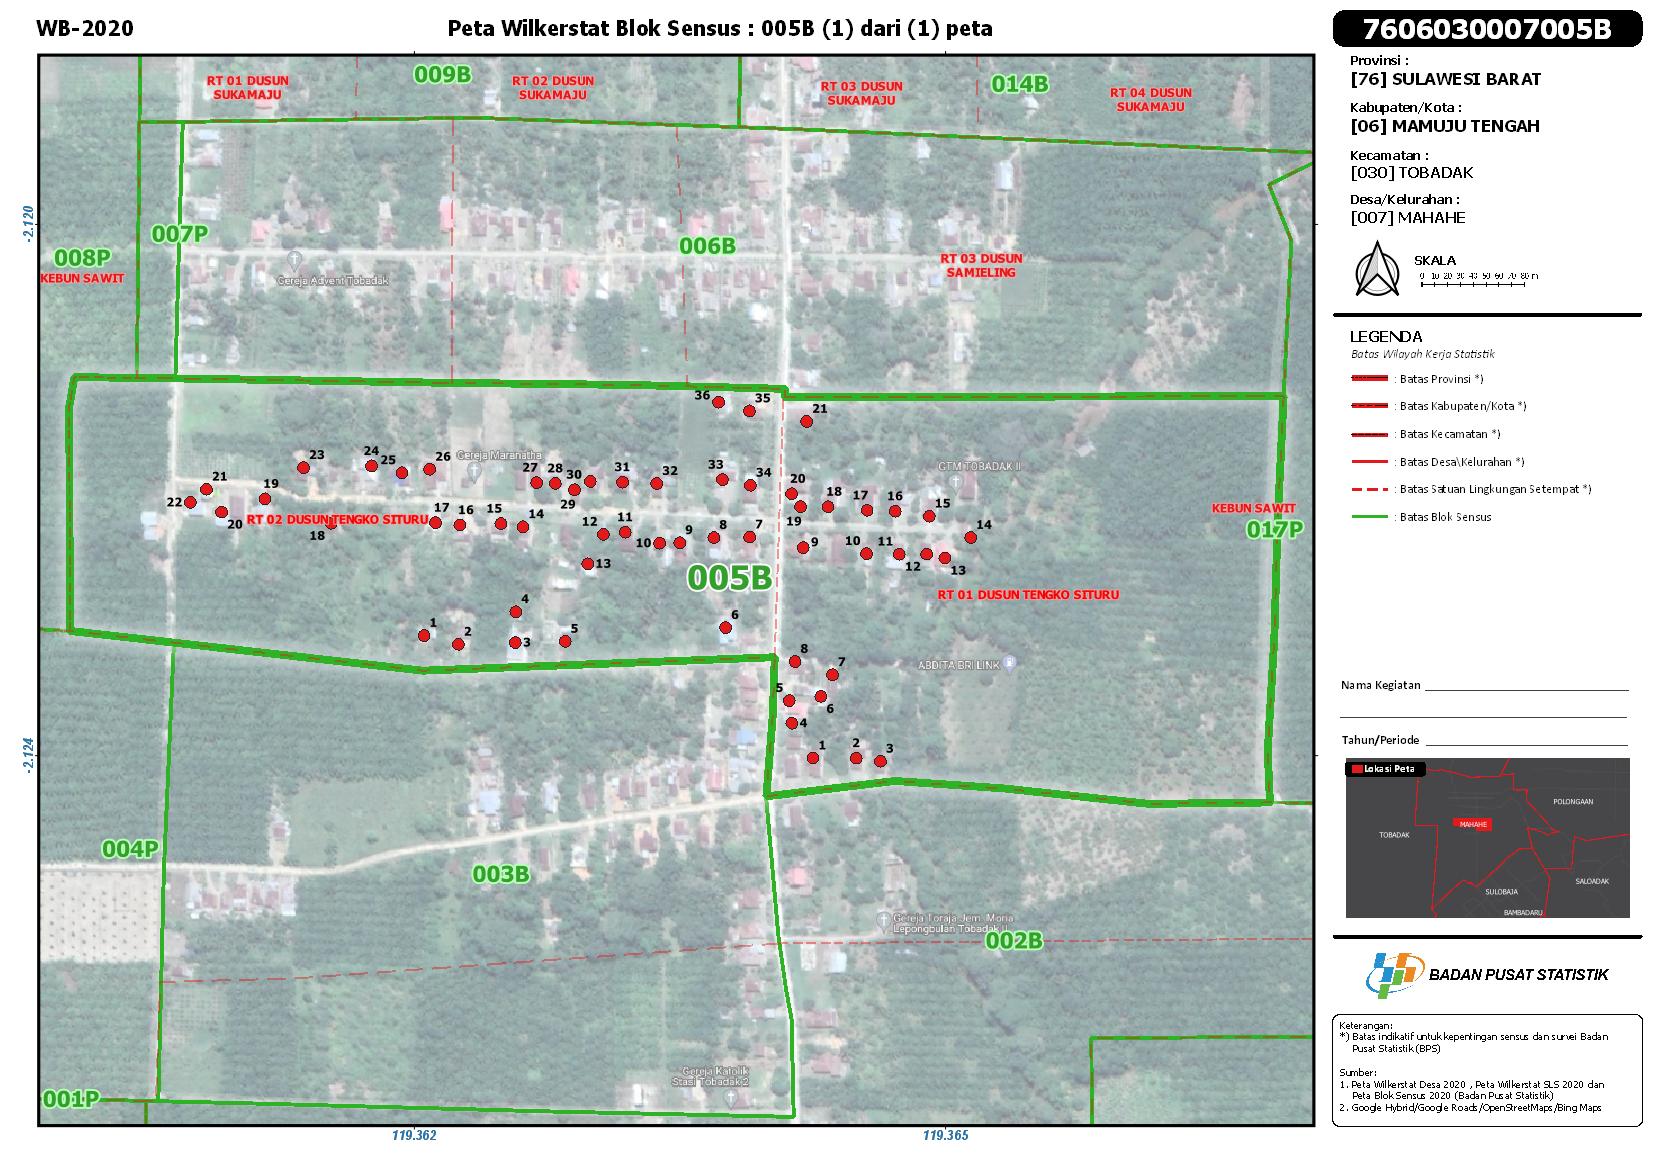 WB-2020
Peta Wilkerstat Blok Sensus : 005B (1) dari (1) peta
7606030007005B
Provinsi :
[76] SULAWESI BARAT
Kabupaten/Kota :
[06] MAMUJU TENGAH
Kecamatan :
[030] TOBADAK
Desa/Kelurahan :
[007] MAHAHE
SKALA
0 10 20 30 40 50 60 70 80 m
LEGENDA
Batas Wilayah Kerja Statistik
: Batas Provinsi *)
: Batas Kabupaten/Kota *)
: Batas Kecamatan *)
: Batas Desa\Kelurahan *)
: Batas Satuan Lingkungan Setempat *)
: Batas Blok Sensus
Nama Kegiatan
Tahun/Periode
Lokasi Peta
POLONGAAN
MAHAHE
TOBADAK
SALOADAK
SULOBAJA
BAMBADARU
BADAN PUSAT STATISTIK
Keterangan:
*) Batas indikatif untuk kepentingan sensus dan survei Badan
Pusat Statistik (BPS)
Sumber:
1. Peta Wilkerstat Desa 2020 , Peta Wilkerstat SLS 2020 dan
Peta Blok Sensus 2020 (Badan Pusat Statistik)
2. Google Hybrid/Google Roads/OpenStreetMaps/Bing Maps
RT 01 DUSUN
SUKAMAJU
009B
RT 02 DUSUN
SUKAMAJU
RT 03 DUSUN
SUKAMAJU
014B
RT 04 DUSUN
SUKAMAJU
-2.120
007P
008P
KEBUN SAWIT
006B
RT 03 DUSUN
SAMIELING
Gereja Advent Tobadak
36
35
21
23
24
25
26
Gereja Maranatha
27
28
30
31
32
33
34
20
GTM TOBADAK II
22
21
19
20
RT 02 DUSUN TENGKO SITURU
18
17
16
15
14
29
12
11
10
9
8
7
13
19
18
17
16
15
14
9
10
11
12
13
KEBUN SAWIT
017P
005B
RT 01 DUSUN TENGKO SITURU
1
2
4
3
5
6
8
7
5
6
4
1
2
3
ABDITA BRI LINK
-2.124
004P
003B
Gereja Toraja Jem. Moria
Lepongbulan Tobadak II
002B
Gereja Katolik
Stasi Tobadak 2
001P
119.362
119.365